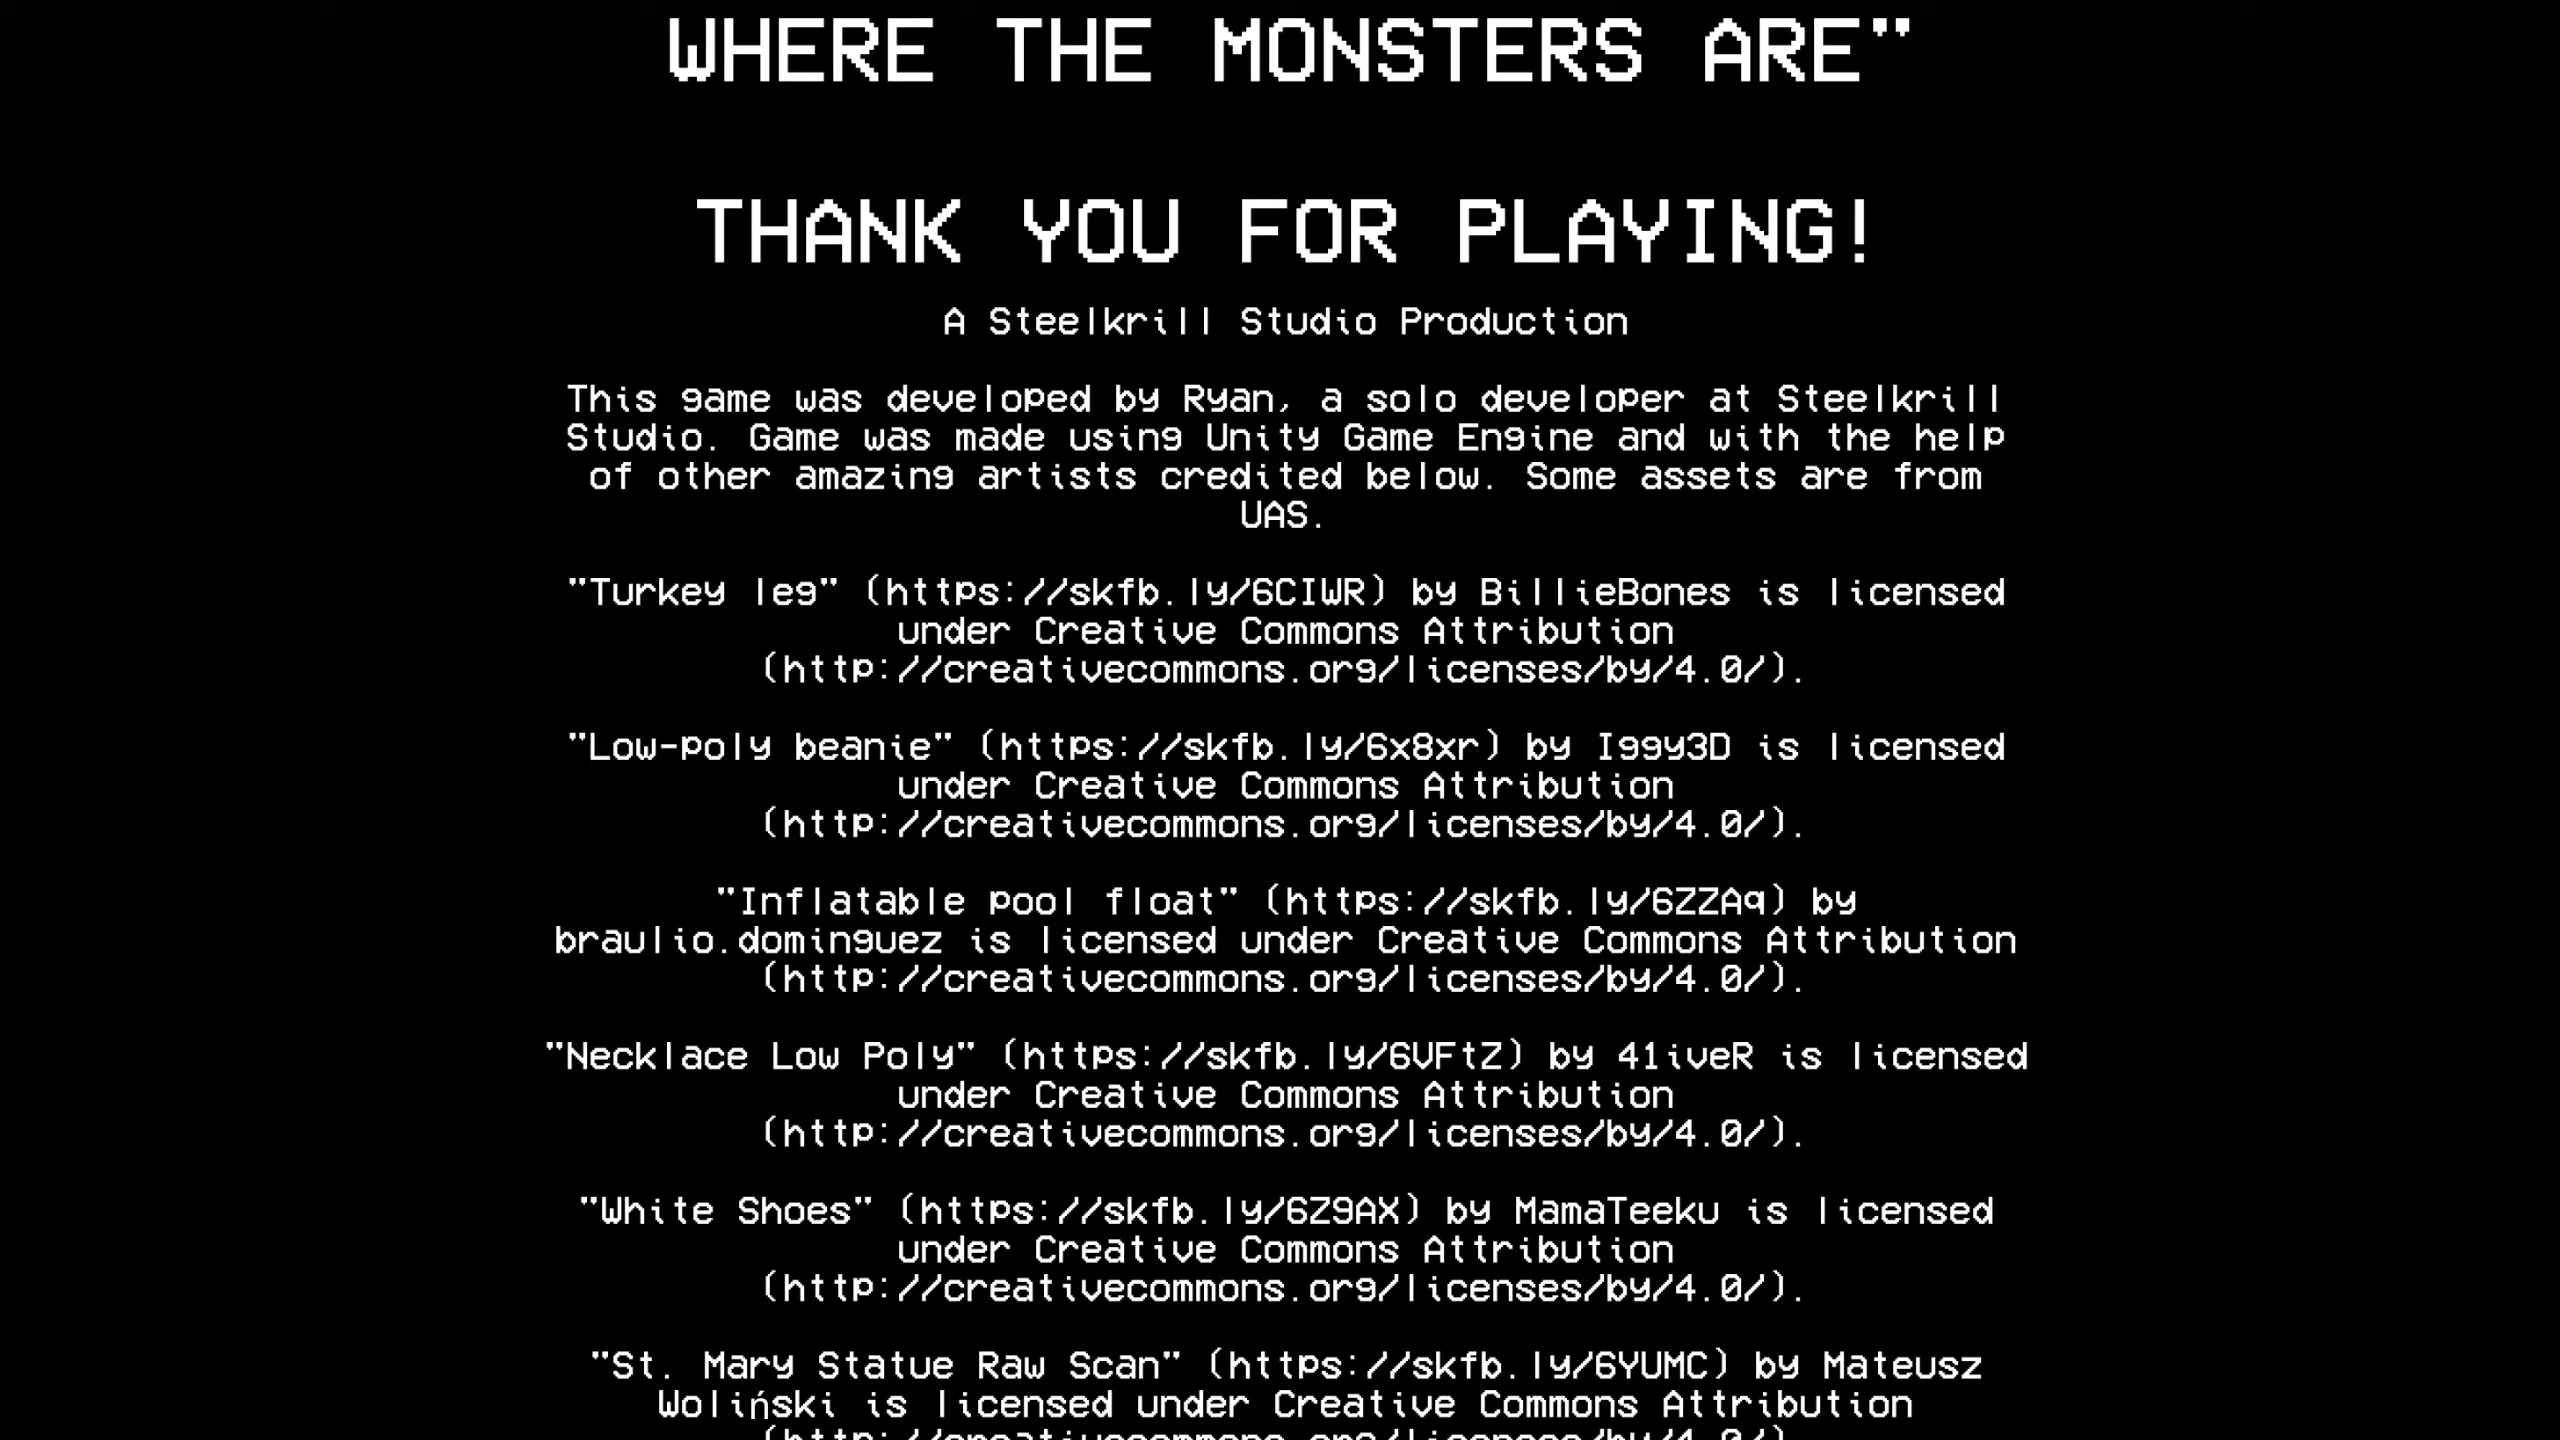 WHERE THE MONSTERS ARE"
THANK YOU FOR PLAYING!
A Steelkrill Studio Production
This game was developed by Ryan, a solo developer at Steelkrill
Studio. Game was made using Unity Game Engine and with the help
of other amazing artists credited below. Some assets are from
UAS.
"Turkey leg" (https://skfb.ly/6CIWR) by BillieBones is licensed
under Creative Commons Attribution
(http://creativecommons.org/licenses/by/4.0/).
"Low-poly beanie" (https://skfb.ly/6x8xr) by Iggy3D is licensed
under Creative Commons Attribution
(http://creativecommons.org/licenses/by/4.0/).
"Inflatable pool float" (https://skfb.ly/6ZZAq) by
braulio.dominguez is licensed under Creative Commons Attribution
(http://creativecommons.org/licenses/by/4.0/).
"Necklace Low Poly" (https://skfb.ly/6VFtZ) by 41iveR is licensed
under Creative Commons Attribution
(http://creativecommons.org/licenses/by/4.0/).
"White Shoes" (https://skfb.ly/6Z9AX) by MamaTeeku is licensed
under Creative Commons Attribution
(http://creativecommons.org/licenses/by/4.0/).
"St. Mary Statue Raw Scan" (https://skfb.ly/6YUMC) by Mateusz
Woliński is licensed under Creative Commons Attribution
(http://creativecommons.org/licenses/by/4.0/).